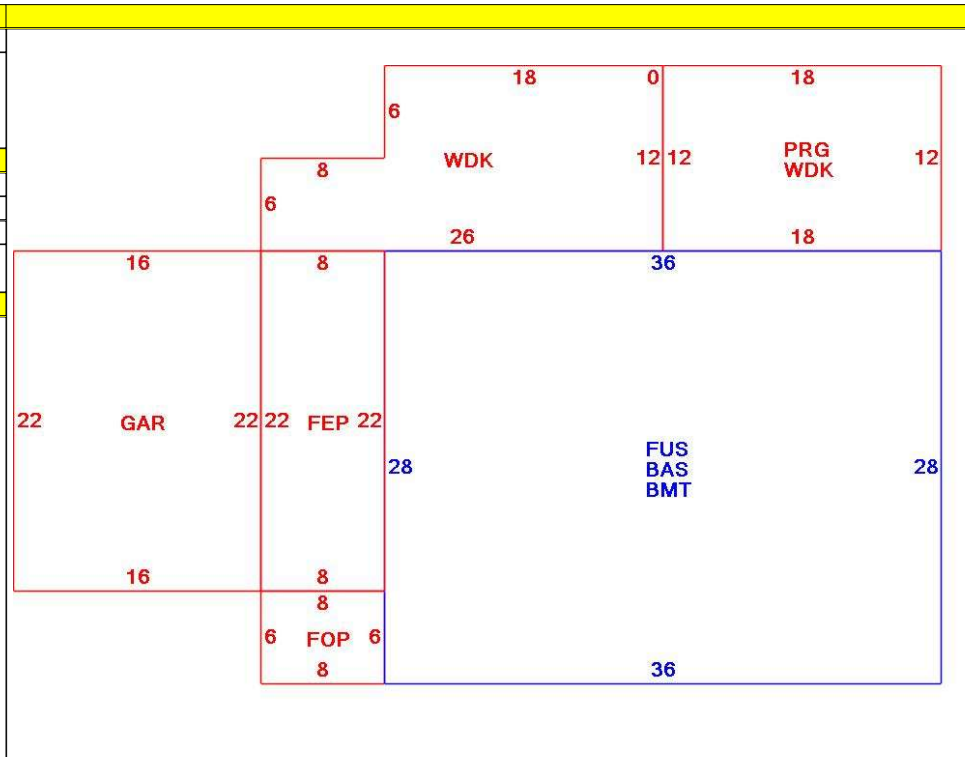 18 0 18
6
WDK 12 12 PRG 12
WDK
8
6
26 18
16 8 36
22 GAR 22 22 FEP 22
28 FUS 28
BAS
BMT
16 8
8
6 FOP 6
8 36